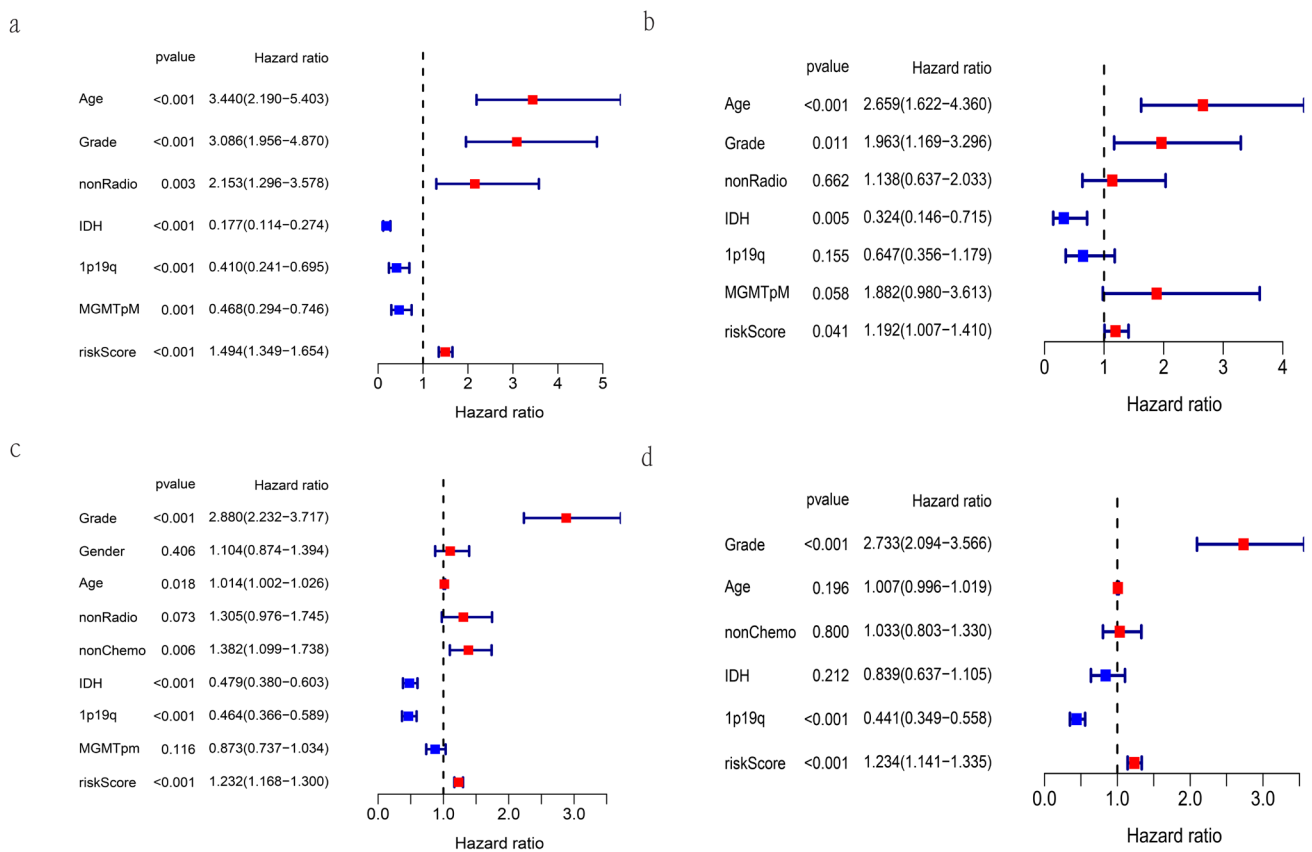 a
pvalue Hazard ratio
Age <0.001 3.440(2.190−5.403)
Grade <0.001 3.086(1.956−4.870)
nonRadio 0.003 2.153(1.296−3.578)
IDH <0.001 0.177(0.114−0.274)
1p19q <0.001 0.410(0.241−0.695)
MGMTpM 0.001 0.468(0.294−0.746)
riskScore <0.001 1.494(1.349−1.654)
0 1 2 3 4 5
Hazard ratio
b
pvalue Hazard ratio
Age <0.001 2.659(1.622−4.360)
Grade 0.011 1.963(1.169−3.296)
nonRadio 0.662 1.138(0.637−2.033)
IDH 0.005 0.324(0.146−0.715)
1p19q 0.155 0.647(0.356−1.179)
MGMTpM 0.058 1.882(0.980−3.613)
riskScore 0.041 1.192(1.007−1.410)
0 1 2 3 4
Hazard ratio
c
pvalue Hazard ratio
Grade <0.001 2.880(2.232−3.717)
Gender 0.406 1.104(0.874−1.394)
Age 0.018 1.014(1.002−1.026)
nonRadio 0.073 1.305(0.976−1.745)
nonChemo 0.006 1.382(1.099−1.738)
IDH <0.001 0.479(0.380−0.603)
1p19q <0.001 0.464(0.366−0.589)
MGMTpm 0.116 0.873(0.737−1.034)
riskScore <0.001 1.232(1.168−1.300)
0.0 1.0 2.0 3.0
Hazard ratio
d
pvalue Hazard ratio
Grade <0.001 2.733(2.094−3.566)
Age 0.196 1.007(0.996−1.019)
nonChemo 0.800 1.033(0.803−1.330)
IDH 0.212 0.839(0.637−1.105)
1p19q <0.001 0.441(0.349−0.558)
riskScore <0.001 1.234(1.141−1.335)
0.0 1.0 2.0 3.0
Hazard ratio